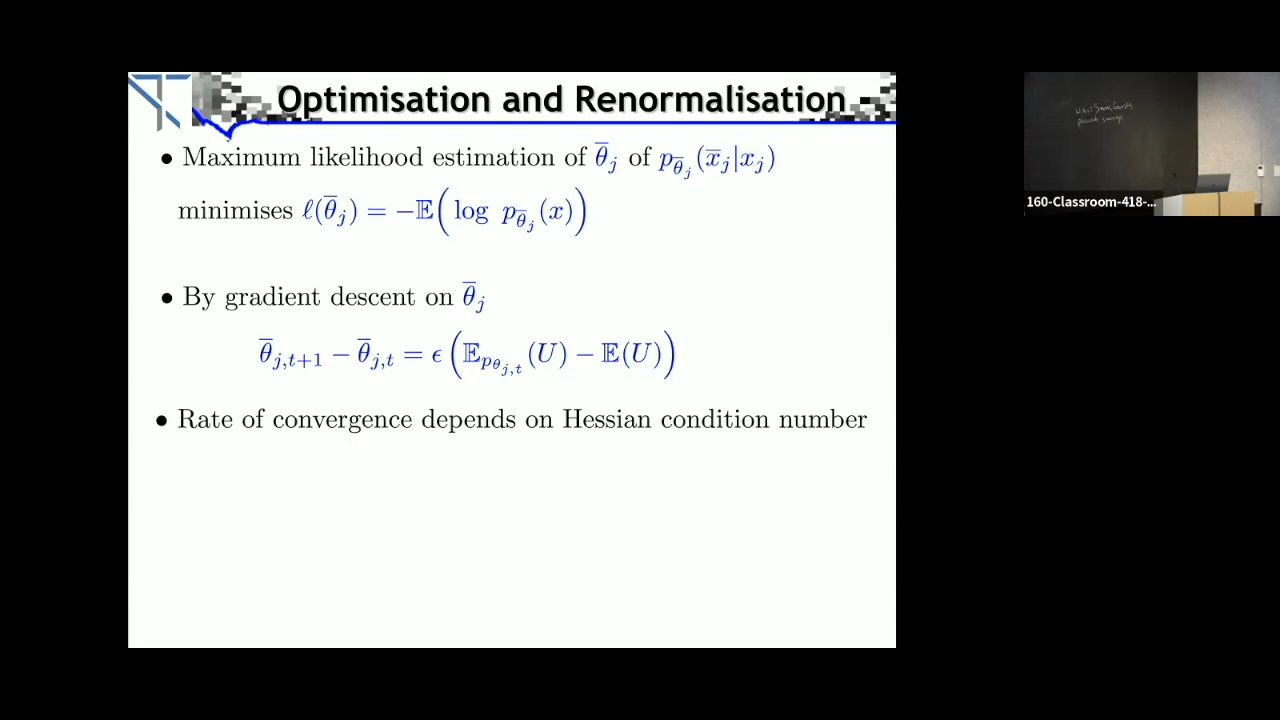 Optimisation and Renormalisation
• Maximum likelihood estimation of θ̅_j of p_θ̅_j(x̅_j|x_j)
minimises ℓ(θ̅_j) = −𝔼(log p_θ̅_j(x))
• By gradient descent on θ̅_j
θ̅_{j,t+1} − θ̅_{j,t} = ϵ(𝔼_{p_{θ_{j,t}}}(U) − 𝔼(U))
• Rate of convergence depends on Hessian condition number
160-Classroom-418-...